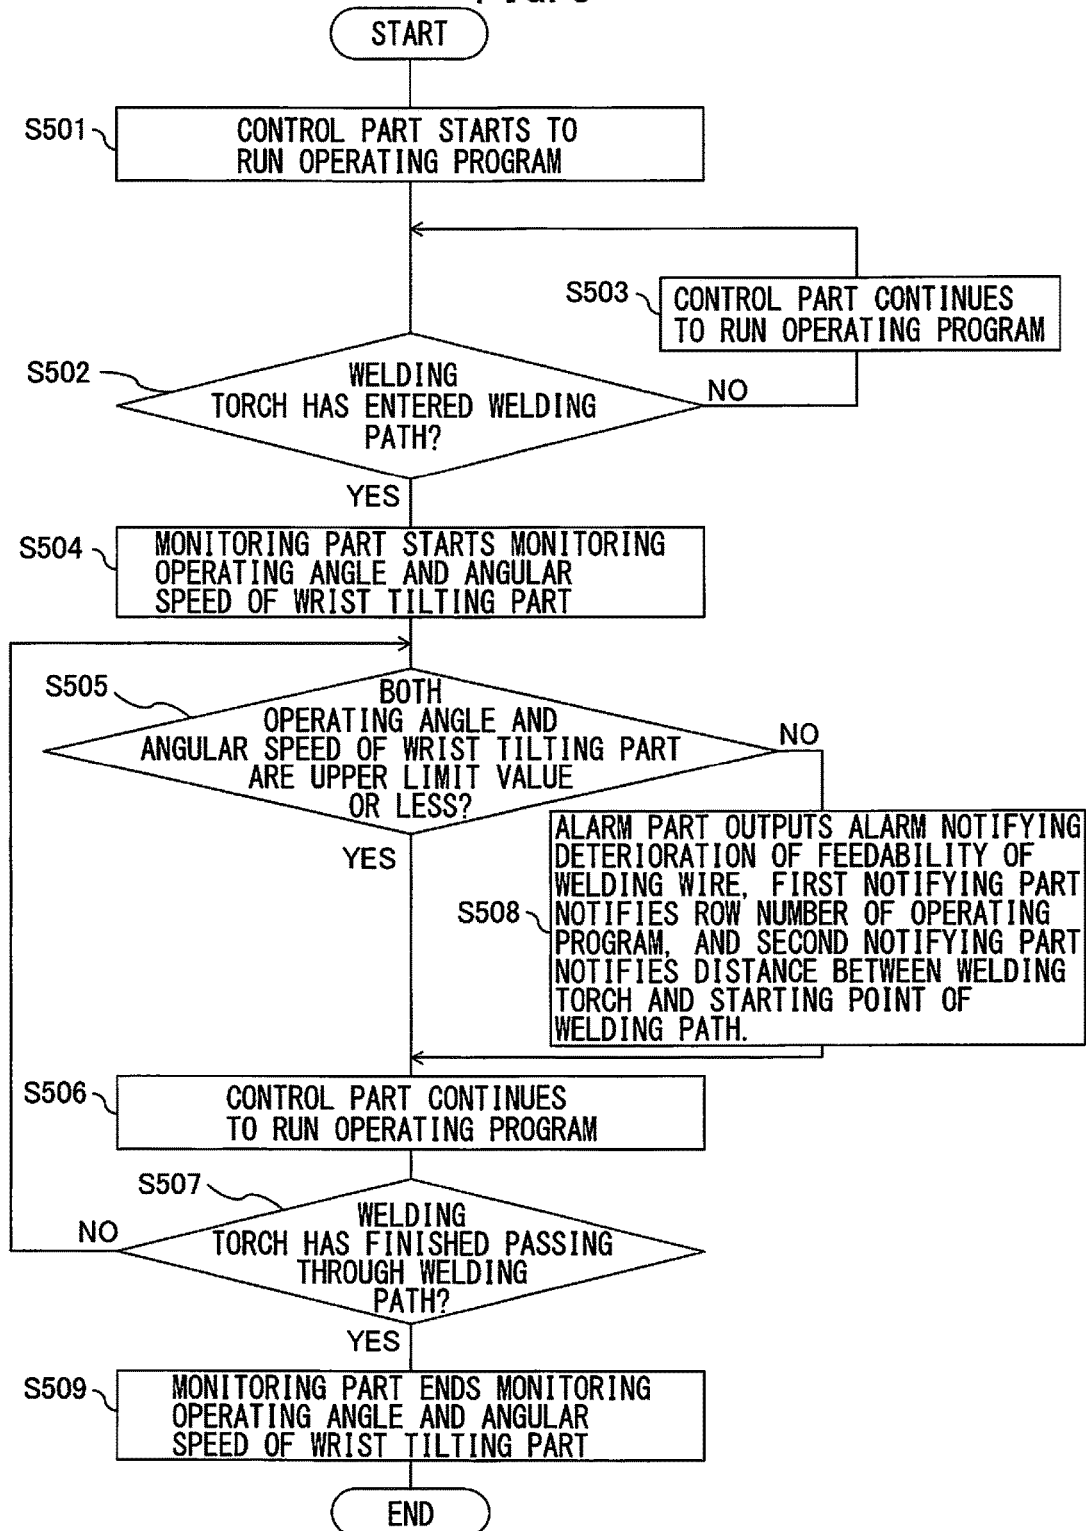 START
S501
CONTROL PART STARTS TO
RUN OPERATING PROGRAM
S503
CONTROL PART CONTINUES
TO RUN OPERATING PROGRAM
S502
WELDING
TORCH HAS ENTERED WELDING
PATH?
NO
YES
S504
MONITORING PART STARTS MONITORING
OPERATING ANGLE AND ANGULAR
SPEED OF WRIST TILTING PART
S505
BOTH
OPERATING ANGLE AND
ANGULAR SPEED OF WRIST TILTING PART
ARE UPPER LIMIT VALUE
OR LESS?
NO
YES
S508
ALARM PART OUTPUTS ALARM NOTIFYING
DETERIORATION OF FEEDABILITY OF
WELDING WIRE, FIRST NOTIFYING PART
NOTIFIES ROW NUMBER OF OPERATING
PROGRAM, AND SECOND NOTIFYING PART
NOTIFIES DISTANCE BETWEEN WELDING
TORCH AND STARTING POINT OF
WELDING PATH.
S506
CONTROL PART CONTINUES
TO RUN OPERATING PROGRAM
S507
WELDING
TORCH HAS FINISHED PASSING
THROUGH WELDING
PATH?
NO
YES
S509
MONITORING PART ENDS MONITORING
OPERATING ANGLE AND ANGULAR
SPEED OF WRIST TILTING PART
END